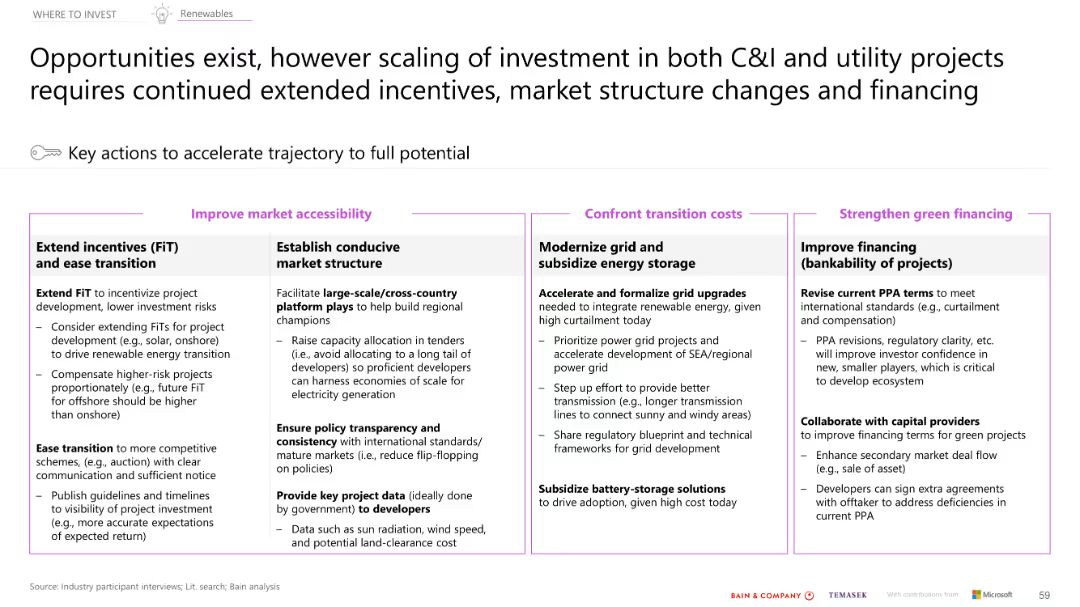 WHERE TO INVEST
Renewables
Opportunities exist, however scaling of investment in both C&I and utility projects
requires continued extended incentives, market structure changes and financing
Key actions to accelerate trajectory to full potential
Improve market accessibility
Extend incentives (FiT)
and ease transition
Extend FiT to incentivize project
development, lower investment risks
– Consider extending FiTs for project
development (e.g., solar, onshore)
to drive renewable energy transition
– Compensate higher-risk projects
proportionately (e.g., future FiT
for offshore should be higher
than onshore)
Ease transition to more competitive
schemes, (e.g., auction) with clear
communication and sufficient notice
– Publish guidelines and timelines
to visibility of project investment
(e.g., more accurate expectations
of expected return)
Establish conducive
market structure
Facilitate large-scale/cross-country
platform plays to help build regional
champions
– Raise capacity allocation in tenders
(i.e., avoid allocating to a long tail of
developers) so proficient developers
can harness economies of scale for
electricity generation
Ensure policy transparency and
consistency with international standards/
mature markets (i.e., reduce flip-flopping
on policies)
Provide key project data (ideally done
by government) to developers
– Data such as sun radiation, wind speed,
and potential land-clearance cost
Confront transition costs
Modernize grid and
subsidize energy storage
Accelerate and formalize grid upgrades
needed to integrate renewable energy, given
high curtailment today
– Prioritize power grid projects and
accelerate development of SEA/regional
power grid
– Step up effort to provide better
transmission (e.g., longer transmission
lines to connect sunny and windy areas)
– Share regulatory blueprint and technical
frameworks for grid development
Subsidize battery-storage solutions
to drive adoption, given high cost today
Strengthen green financing
Improve financing
(bankability of projects)
Revise current PPA terms to meet
international standards (e.g., curtailment
and compensation)
– PPA revisions, regulatory clarity, etc.
will improve investor confidence in
new, smaller players, which is critical
to develop ecosystem
Collaborate with capital providers
to improve financing terms for green projects
– Enhance secondary market deal flow
(e.g., sale of asset)
– Developers can sign extra agreements
with offtaker to address deficiencies in
current PPA
Source: Industry participant interviews; Lit. search; Bain analysis
BAIN & COMPANY
TEMASEK
With contributions from
Microsoft
59